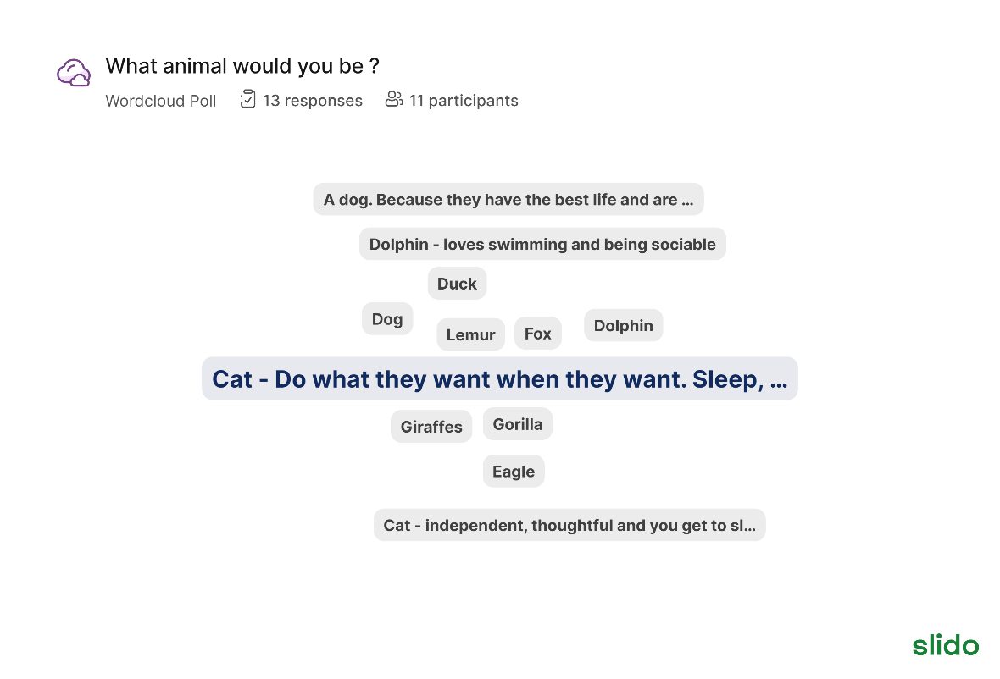 What animal would you be ?
Wordcloud Poll 13 responses 11 participants
A dog. Because they have the best life and are ...
Dolphin - loves swimming and being sociable
Duck
Dog
Lemur Fox Dolphin
Cat - Do what they want when they want. Sleep, ...
Giraffes Gorilla
Eagle
Cat - independent, thoughtful and you get to sl...
slido